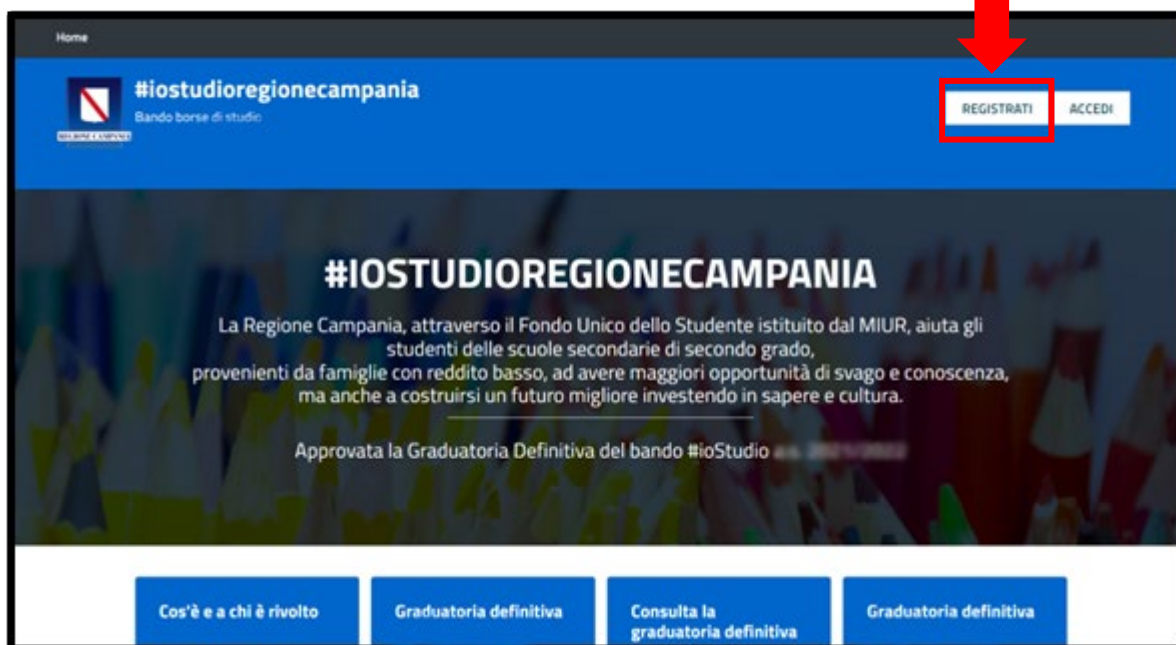 Home
#iostudioregionecampania
Bando borse di studio
REGIONE CAMPANIA
REGISTRATI
ACCEDI
#IOSTUDIOREGIONECAMPANIA
La Regione Campania, attraverso il Fondo Unico dello Studente istituito dal MIUR, aiuta gli
studenti delle scuole secondarie di secondo grado,
provenienti da famiglie con reddito basso, ad avere maggiori opportunità di svago e conoscenza,
ma anche a costruirsi un futuro migliore investendo in sapere e cultura.
Approvata la Graduatoria Definitiva del bando #ioStudio
Cos'è e a chi è rivolto
Graduatoria definitiva
Consulta la
graduatoria definitiva
Graduatoria definitiva